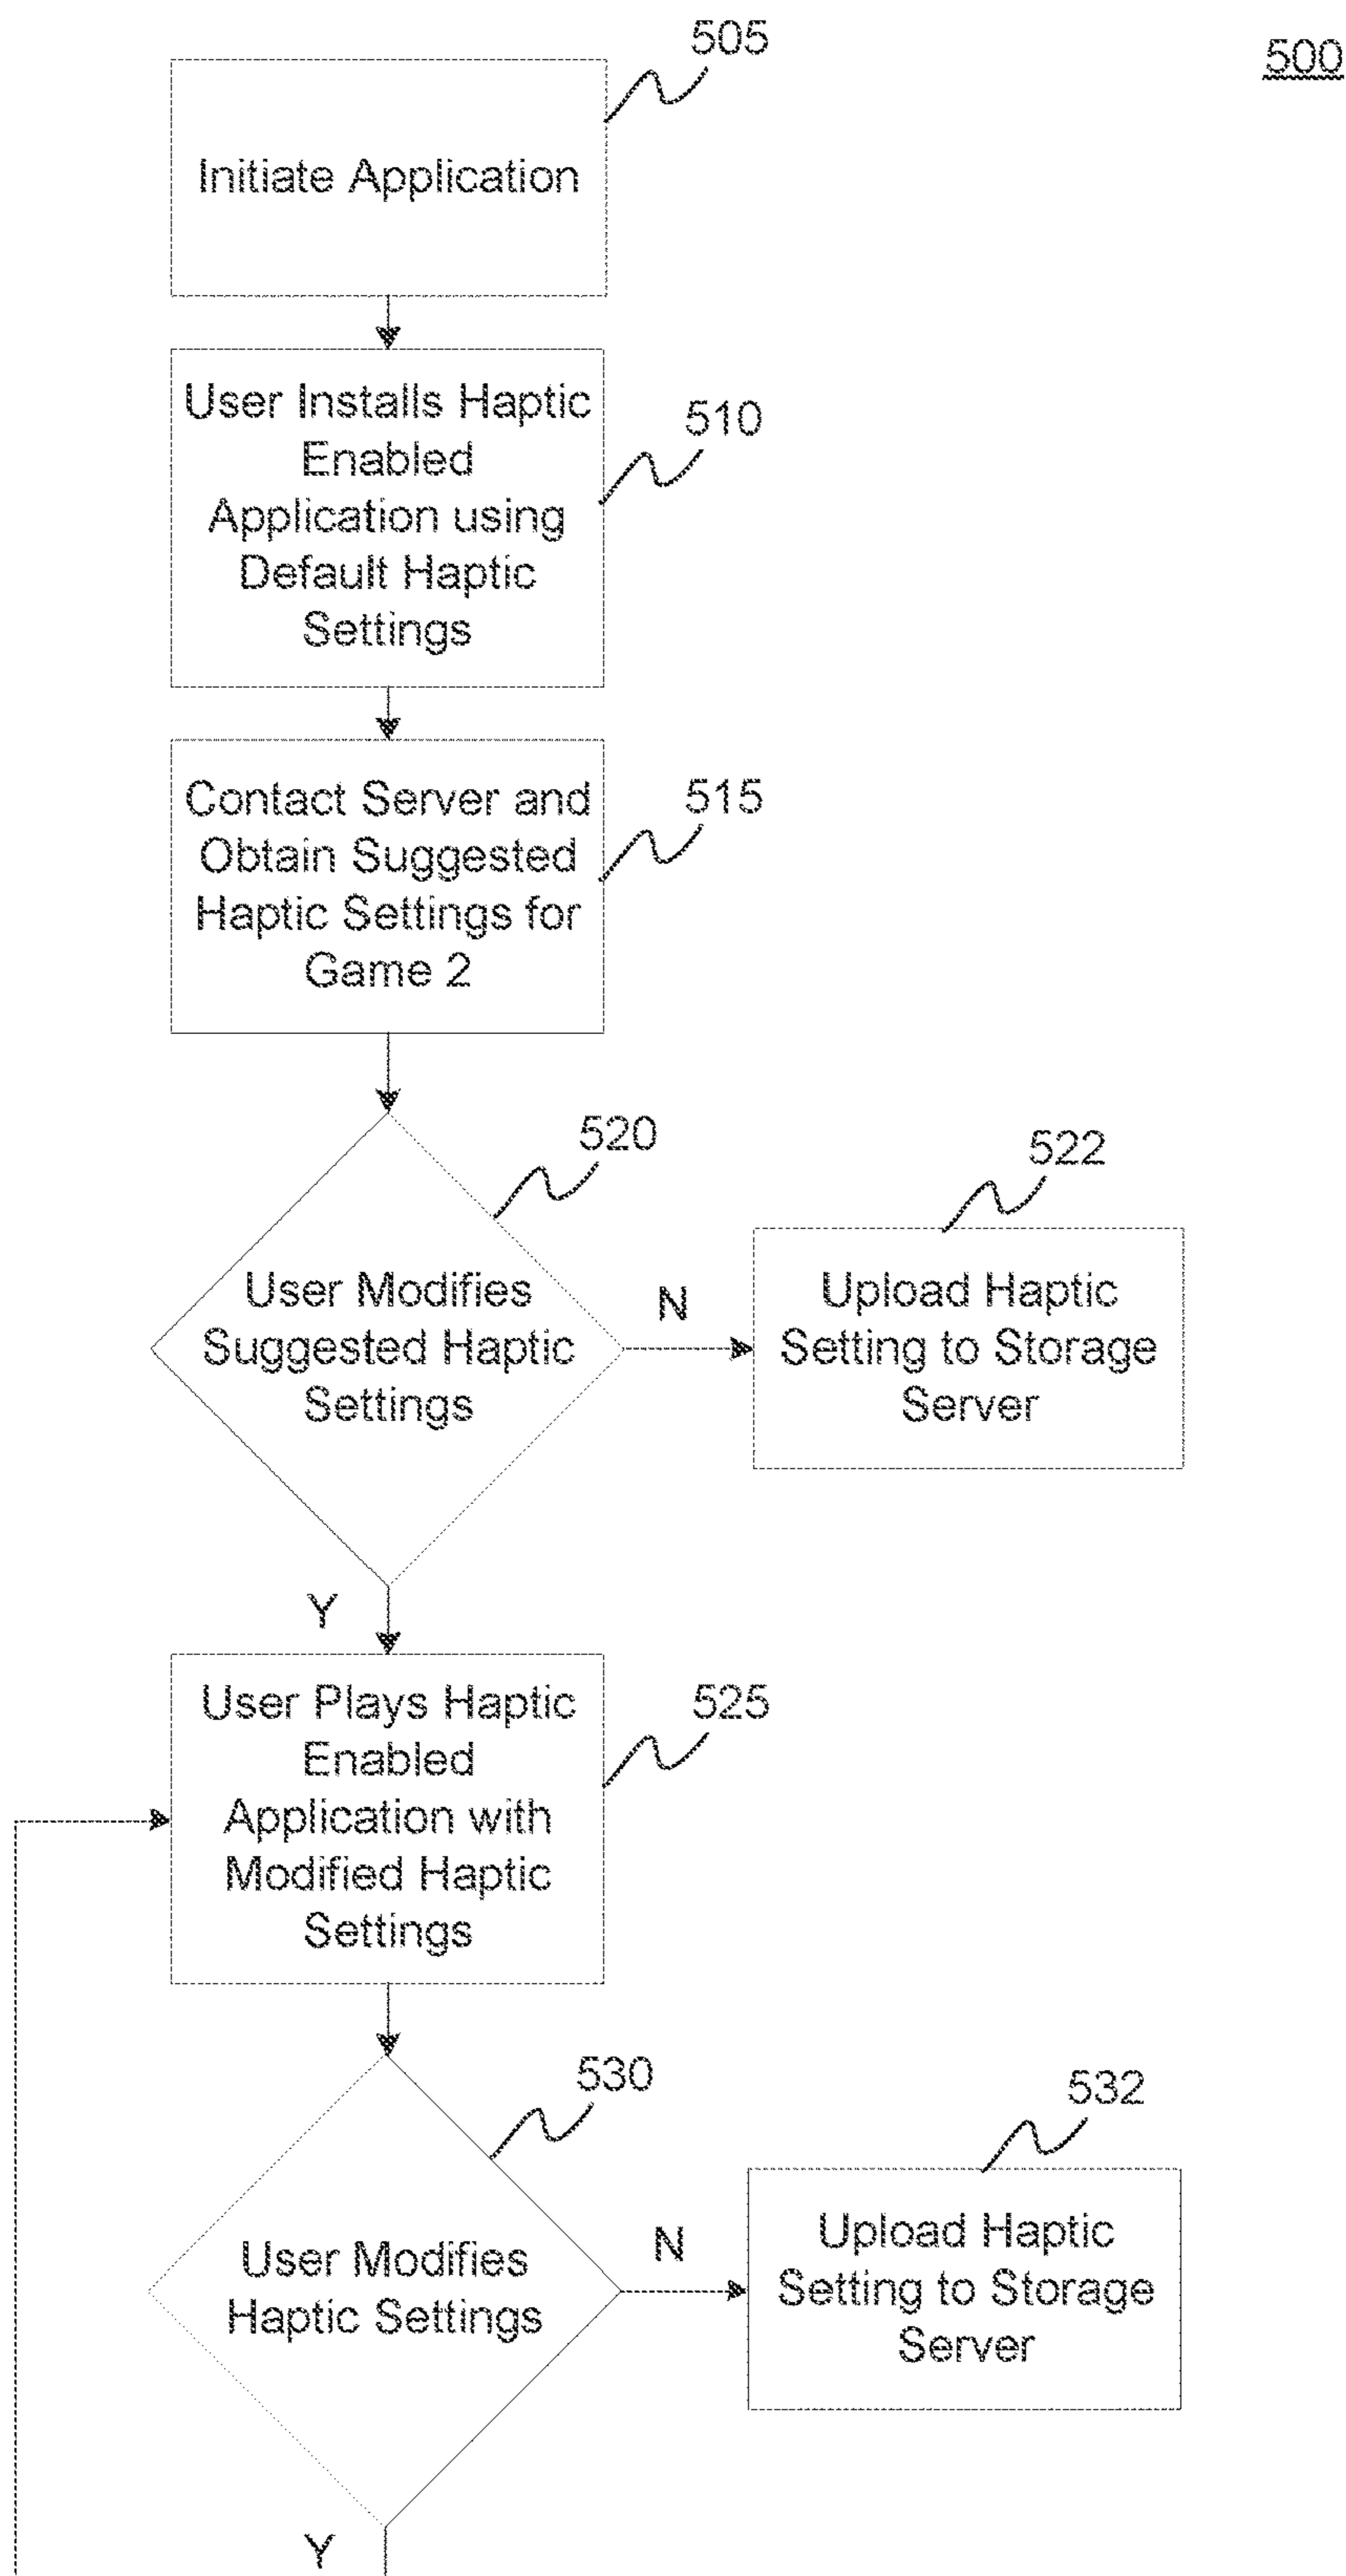 505
500
Initiate Application
User Installs Haptic
Enabled
Application using
Default Haptic
Settings
510
Contact Server and
Obtain Suggested
Haptic Settings for
Game 2
515
520
User Modifies
Suggested Haptic
Settings
N
522
Upload Haptic
Setting to Storage
Server
Y
User Plays Haptic
Enabled
Application with
Modified Haptic
Settings
525
530
User Modifies
Haptic Settings
N
532
Upload Haptic
Setting to Storage
Server
Y